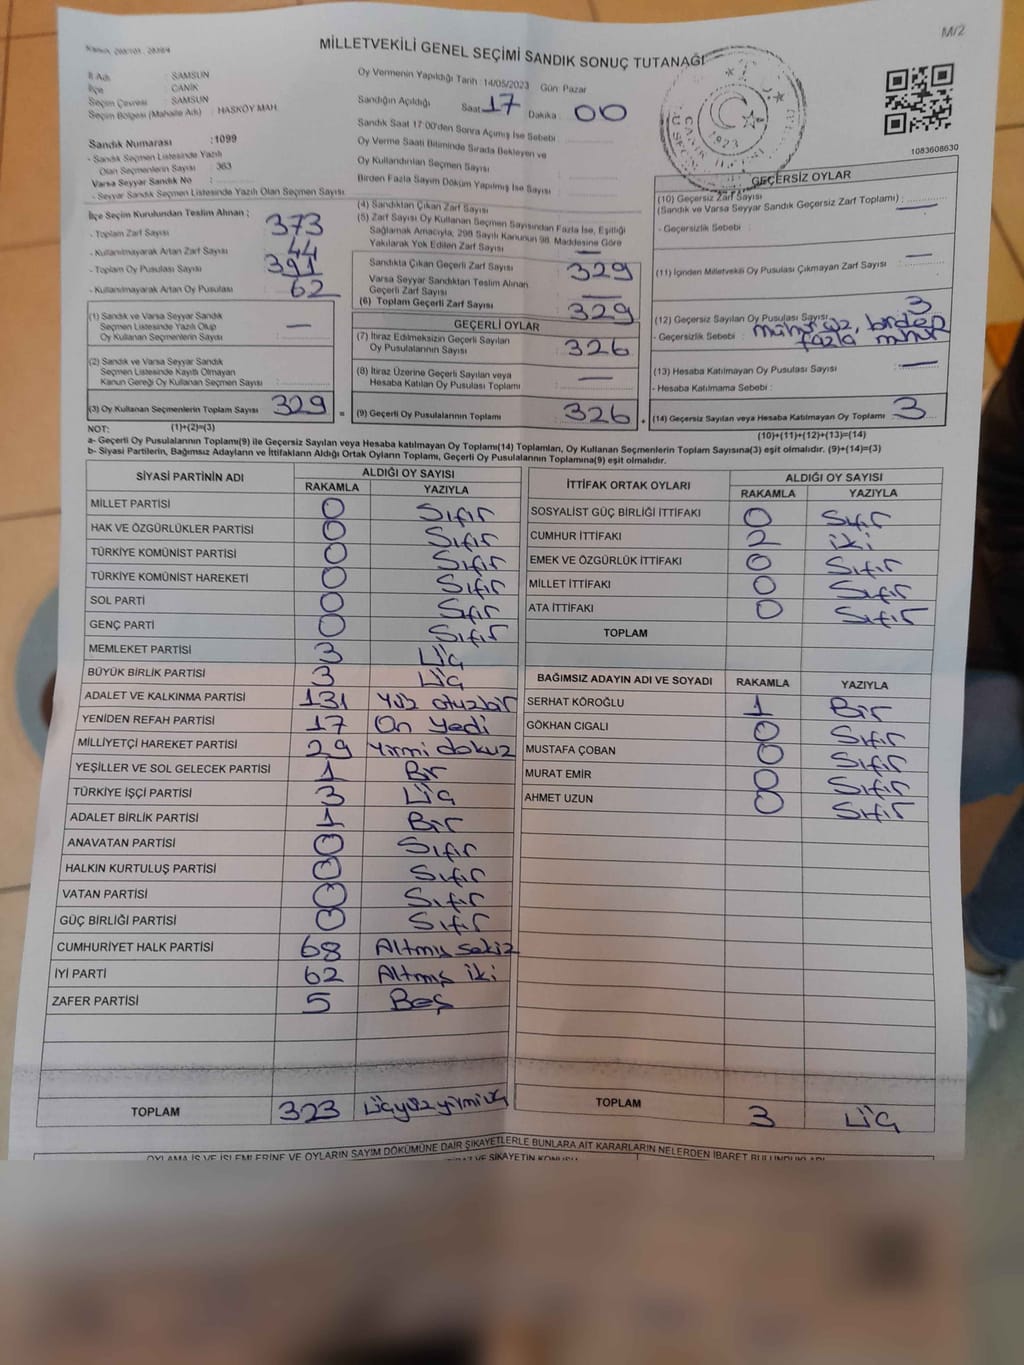 M/2
MİLLETVEKİLİ GENEL SEÇİMİ SANDIK SONUÇ TUTANAĞI
İl Adı : SAMSUN
İlçe : CANİK
Seçim Çevresi : SAMSUN
Seçim Bölgesi (Mahalle Adı) : HASKÖY MAH.
Sandık Numarası :1099
- Sandık Seçmen Listesinde Yazılı
Olan Seçmenlerin Sayısı : 363
Varsa Seyyar Sandık No :
- Seyyar Sandık Seçmen Listesinde Yazılı Olan Seçmen Sayısı
Oy Vermenin Yapıldığı Tarih :14/05/2023 Gün: Pazar
Sandığın Açıldığı Saat 17 Dakika : 00
Sandık Saat 17:00'den Sonra Açılmış İse Sebebi :
Oy Verme Saati Bitiminde Sırada Bekleyen ve
Oy Kullandırılan Seçmen Sayısı :
Birden Fazla Sayım Döküm Yapılmış İse Sayısı
CANİK
1923
1083608630
İlçe Seçim Kurulundan Teslim Alınan ;
- Toplam Zarf Sayısı 373
- Kullanılmayarak Artan Zarf Sayısı 44
- Toplam Oy Pusulası Sayısı 391
- Kullanılmayarak Artan Oy Pusulası : 62
(1) Sandık ve Varsa Seyyar Sandık
Seçmen Listesinde Yazılı Olup
Oy Kullanan Seçmenlerin Sayısı —
(2) Sandık ve Varsa Seyyar Sandık
Seçmen Listesinde Kayıtlı Olmayan
Kanun Gereği Oy Kullanan Seçmen Sayısı :
(3) Oy Kullanan Seçmenlerin Toplam Sayısı 329 =
(4) Sandıktan Çıkan Zarf Sayısı
(5) Zarf Sayısı Oy Kullanan Seçmen Sayısından Fazla İse, Eşitliği
Sağlamak Amacıyla, 298 Sayılı Kanunun 98. Maddesine Göre
Yakılarak Yok Edilen Zarf Sayısı —
Sandıkta Çıkan Geçerli Zarf Sayısı : 329
Varsa Seyyar Sandıktan Teslim Alınan
Geçerli Zarf Sayısı : —
(6) Toplam Geçerli Zarf Sayısı : 329
GEÇERLİ OYLAR
(7) İtiraz Edilmeksizin Geçerli Sayılan
Oy Pusulalarının Sayısı : 326
(8) İtiraz Üzerine Geçerli Sayılan veya
Hesaba Katılan Oy Pusulası Toplamı : —
(9) Geçerli Oy Pusulalarının Toplamı : 326 +
GEÇERSİZ OYLAR
(10) Geçersiz Zarf Sayısı
(Sandık ve Varsa Seyyar Sandık Geçersiz Zarf Toplamı) : —
- Geçersizlik Sebebi :
(11) İçinden Milletvekili Oy Pusulası Çıkmayan Zarf Sayısı : —
(12) Geçersiz Sayılan Oy Pusulası Sayısı : 3
- Geçersizlik Sebebi : mühürsüz, birden
fazla mühür
(13) Hesaba Katılmayan Oy Pusulası Sayısı : —
- Hesaba Katılmama Sebebi :
(14) Geçersiz Sayılan veya Hesaba Katılmayan Oy Toplamı : 3
NOT: (1)+(2)=(3) (10)+(11)+(12)+(13)=(14)
a- Geçerli Oy Pusulalarının Toplamı(9) ile Geçersiz Sayılan veya Hesaba katılmayan Oy Toplamı(14) Toplamları, Oy Kullanan Seçmenlerin Toplam Sayısına(3) eşit olmalıdır. (9)+(14)=(3)
b- Siyasi Partilerin, Bağımsız Adayların ve İttifakların Aldığı Ortak Oyların Toplamı, Geçerli Oy Pusulalarının Toplamına(9) eşit olmalıdır.
SİYASİ PARTİNİN ADI ALDIĞI OY SAYISI
RAKAMLA YAZIYLA
MİLLET PARTİSİ 0 Sıfır
HAK VE ÖZGÜRLÜKLER PARTİSİ 0 Sıfır
TÜRKİYE KOMÜNİST PARTİSİ 0 Sıfır
TÜRKİYE KOMÜNİST HAREKETİ 0 Sıfır
SOL PARTİ 0 Sıfır
GENÇ PARTİ 0 Sıfır
MEMLEKET PARTİSİ 3 Üç
BÜYÜK BİRLİK PARTİSİ 3 Üç
ADALET VE KALKINMA PARTİSİ 131 Yüz otuzbir
YENİDEN REFAH PARTİSİ 17 On Yedi
MİLLİYETÇİ HAREKET PARTİSİ 29 Yirmi dokuz
YEŞİLLER VE SOL GELECEK PARTİSİ 1 Bir
TÜRKİYE İŞÇİ PARTİSİ 3 Üç
ADALET BİRLİK PARTİSİ 1 Bir
ANAVATAN PARTİSİ 0 Sıfır
HALKIN KURTULUŞ PARTİSİ 0 Sıfır
VATAN PARTİSİ 0 Sıfır
GÜÇ BİRLİĞİ PARTİSİ 0 Sıfır
CUMHURİYET HALK PARTİSİ 68 Altmış sekiz
İYİ PARTİ 62 Altmış iki
ZAFER PARTİSİ 5 Beş
TOPLAM 323 Üçyüzyirmiüç
İTTİFAK ORTAK OYLARI ALDIĞI OY SAYISI
RAKAMLA YAZIYLA
SOSYALİST GÜÇ BİRLİĞİ İTTİFAKI 0 Sıfır
CUMHUR İTTİFAKI 2 iki
EMEK VE ÖZGÜRLÜK İTTİFAKI 0 Sıfır
MİLLET İTTİFAKI 0 Sıfır
ATA İTTİFAKI 0 Sıfır
TOPLAM
BAĞIMSIZ ADAYIN ADI VE SOYADI RAKAMLA YAZIYLA
SERHAT KÖROĞLU 1 Bir
GÖKHAN CIGALI 0 Sıfır
MUSTAFA ÇOBAN 0 Sıfır
MURAT EMİR 0 Sıfır
AHMET UZUN 0 Sıfır
TOPLAM 3 Üç
OYLAMA İŞ VE İŞLEMLERİNE VE OYLARIN SAYIM DÖKÜMÜNE DAİR ŞİKAYETLERLE BUNLARA AİT KARARLARIN NELERDEN İBARET BULUNDUKLARI